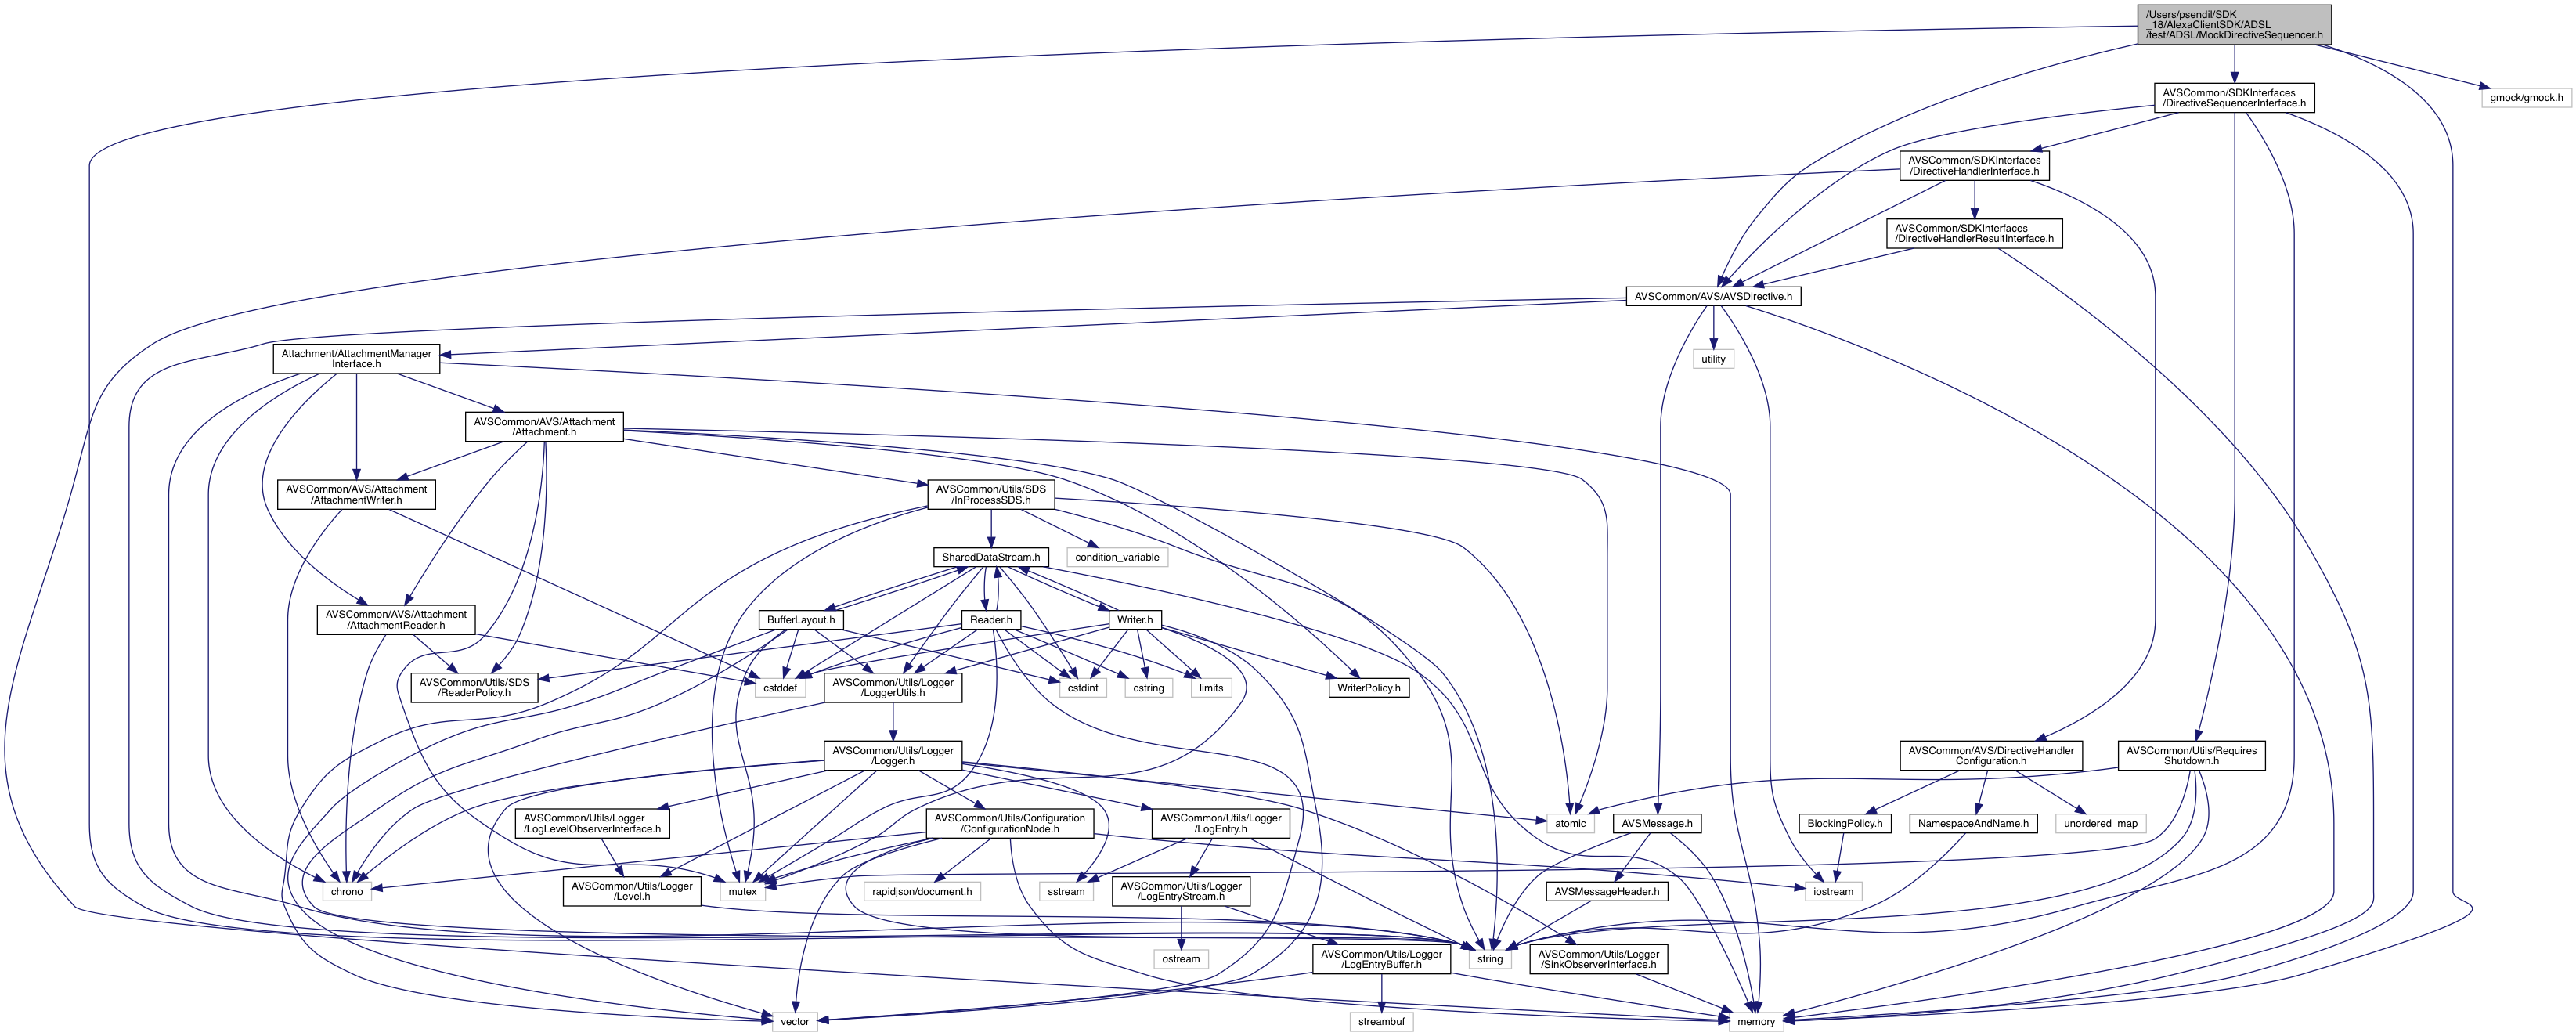 /Users/psendil/SDK
_18/AlexaClientSDK/ADSL
/test/ADSL/MockDirectiveSequencer.h
AVSCommon/SDKInterfaces
/DirectiveSequencerInterface.h
gmock/gmock.h
AVSCommon/SDKInterfaces
/DirectiveHandlerInterface.h
AVSCommon/SDKInterfaces
/DirectiveHandlerResultInterface.h
AVSCommon/AVS/AVSDirective.h
Attachment/AttachmentManager
Interface.h
utility
AVSCommon/AVS/Attachment
/Attachment.h
AVSCommon/AVS/Attachment
/AttachmentWriter.h
AVSCommon/Utils/SDS
/InProcessSDS.h
SharedDataStream.h
condition_variable
AVSCommon/AVS/Attachment
/AttachmentReader.h
BufferLayout.h
Reader.h
Writer.h
AVSCommon/Utils/SDS
/ReaderPolicy.h
cstddef
AVSCommon/Utils/Logger
/LoggerUtils.h
cstdint
cstring
limits
WriterPolicy.h
AVSCommon/Utils/Logger
/Logger.h
AVSCommon/AVS/DirectiveHandler
Configuration.h
AVSCommon/Utils/Requires
Shutdown.h
AVSCommon/Utils/Logger
/LogLevelObserverInterface.h
AVSCommon/Utils/Configuration
/ConfigurationNode.h
AVSCommon/Utils/Logger
/LogEntry.h
atomic
AVSMessage.h
BlockingPolicy.h
NamespaceAndName.h
unordered_map
chrono
AVSCommon/Utils/Logger
/Level.h
mutex
rapidjson/document.h
sstream
AVSCommon/Utils/Logger
/LogEntryStream.h
AVSMessageHeader.h
iostream
ostream
AVSCommon/Utils/Logger
/LogEntryBuffer.h
string
AVSCommon/Utils/Logger
/SinkObserverInterface.h
vector
streambuf
memory